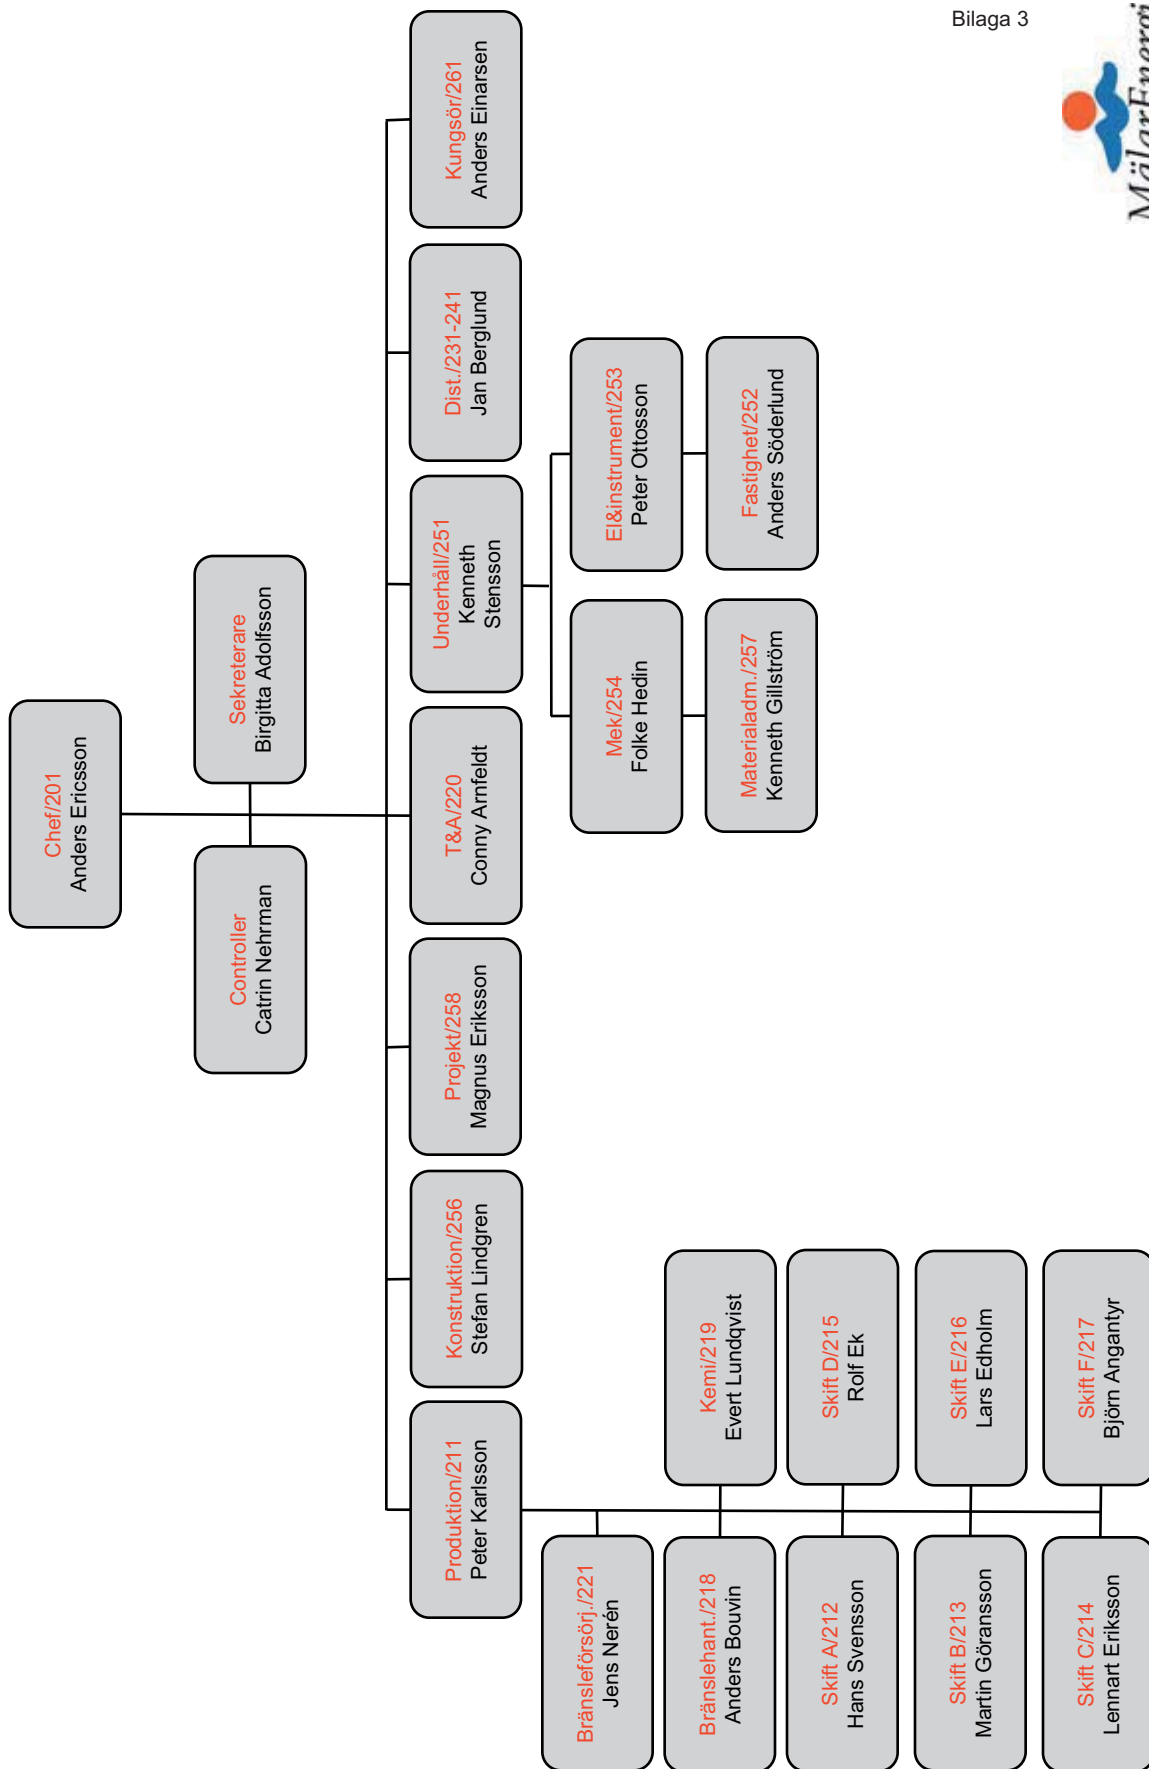 Bilaga 3
MälarEnergi
Chef/201
Anders Ericsson
Controller
Catrin Nehrman
Sekreterare
Birgitta Adolfsson
Produktion/211
Peter Karlsson
Konstruktion/256
Stefan Lindgren
Projekt/258
Magnus Eriksson
T&A/220
Conny Arnfeldt
Underhåll/251
Kenneth
Stensson
Dist./231-241
Jan Berglund
Kungsör/261
Anders Einarsen
Bränsleförsörj./221
Jens Nerén
Bränslehant./218
Anders Bouvin
Kemi/219
Evert Lundqvist
Skift A/212
Hans Svensson
Skift D/215
Rolf Ek
Skift B/213
Martin Göransson
Skift E/216
Lars Edholm
Skift C/214
Lennart Eriksson
Skift F/217
Björn Angantyr
Mek/254
Folke Hedin
El&instrument/253
Peter Ottosson
Materialadm./257
Kenneth Gillström
Fastighet/252
Anders Söderlund